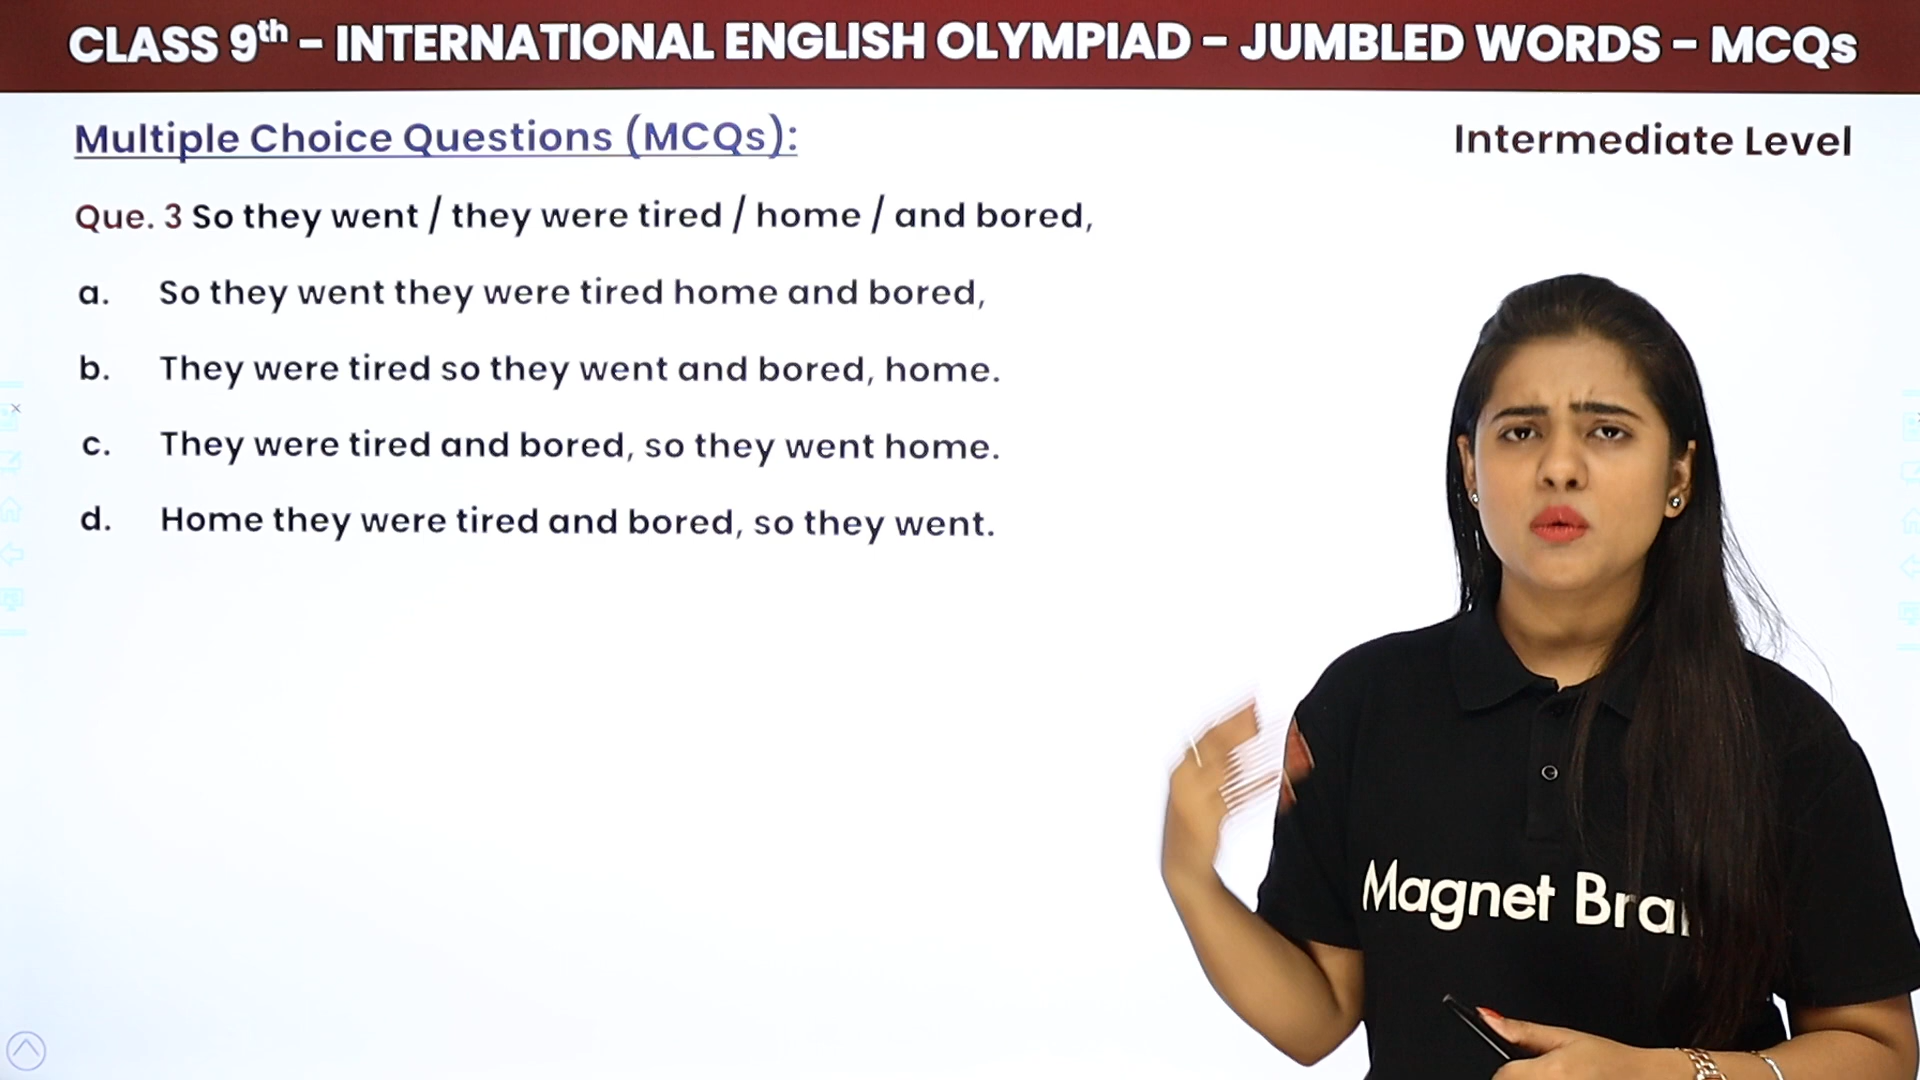 CLASS 9th – INTERNATIONAL ENGLISH OLYMPIAD – JUMBLED WORDS – MCQs
Multiple Choice Questions (MCQs):
Intermediate Level
Que. 3 So they went / they were tired / home / and bored,
a. So they went they were tired home and bored,
b. They were tired so they went and bored, home.
c. They were tired and bored, so they went home.
d. Home they were tired and bored, so they went.
Magnet Brai